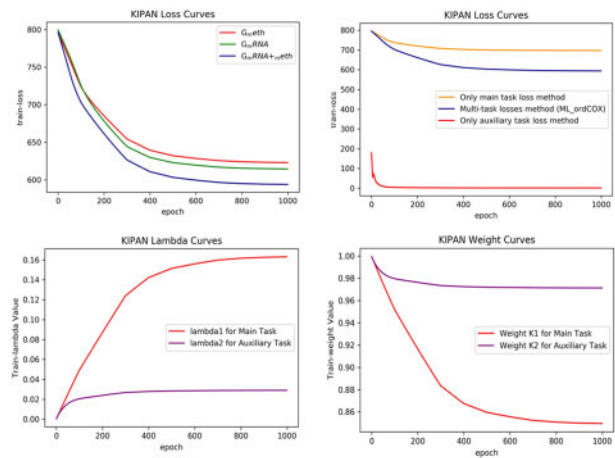 KIPAN Loss Curves
train-loss
800
750
700
650
600
0
200
400
600
800
1000
epoch
GₘMeth
GₘRNA
GₘRNA+ₘeth
KIPAN Loss Curves
train-loss
800
700
600
500
400
300
200
100
0
0
200
400
600
800
1000
epoch
Only main task loss method
Multi-task losses method (ML_ordCOX)
Only auxiliary task loss method
KIPAN Lambda Curves
Train-lambda Value
0.16
0.14
0.12
0.10
0.08
0.06
0.04
0.02
0.00
0
200
400
600
800
1000
epoch
lambda1 for Main Task
lambda2 for Auxiliary Task
KIPAN Weight Curves
Train-weight Value
1.00
0.98
0.96
0.94
0.92
0.90
0.88
0.86
0
200
400
600
800
1000
epoch
Weight K1 for Main Task
Weight K2 for Auxiliary Task